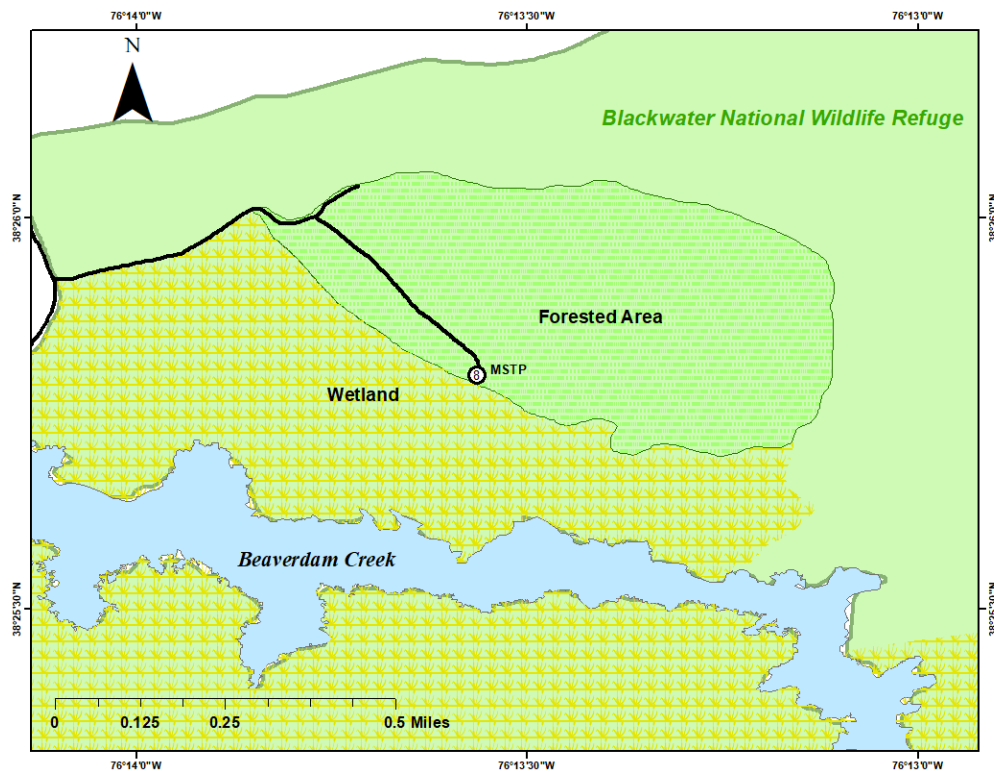 76°14'0"W 76°13'30"W 76°13'0"W
N
Blackwater National Wildlife Refuge
38°26'0"N 38°26'0"N
Forested Area
8 MSTP
Wetland
Beaverdam Creek
38°25'30"N 38°25'30"N
0 0.125 0.25 0.5 Miles
76°14'0"W 76°13'30"W 76°13'0"W